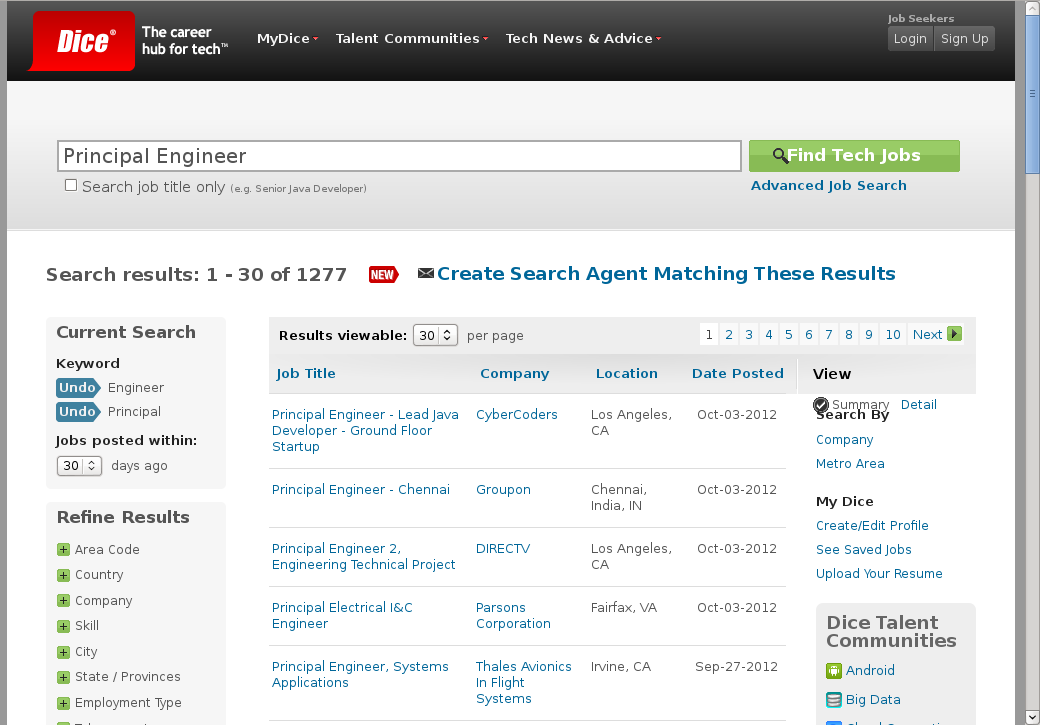 Dice®
The career
hub for tech™
MyDice
Talent Communities
Tech News & Advice
Job Seekers
Login
Sign Up
Principal Engineer
Find Tech Jobs
Search job title only (e.g. Senior Java Developer)
Advanced Job Search
Search results: 1 - 30 of 1277
NEW
Create Search Agent Matching These Results
Current Search
Keyword
Undo Engineer
Undo Principal
Jobs posted within:
30 days ago
Refine Results
Area Code
Country
Company
Skill
City
State / Provinces
Employment Type
Results viewable: 30 per page
1 2 3 4 5 6 7 8 9 10 Next
Job Title Company Location Date Posted
Principal Engineer - Lead Java
Developer - Ground Floor
Startup
CyberCoders
Los Angeles,
CA
Oct-03-2012
Principal Engineer - Chennai
Groupon
Chennai,
India, IN
Oct-03-2012
Principal Engineer 2,
Engineering Technical Project
DIRECTV
Los Angeles,
CA
Oct-03-2012
Principal Electrical I&C
Engineer
Parsons
Corporation
Fairfax, VA
Oct-03-2012
Principal Engineer, Systems
Applications
Thales Avionics
In Flight
Systems
Irvine, CA
Sep-27-2012
View
Summary Detail
Search By
Company
Metro Area
My Dice
Create/Edit Profile
See Saved Jobs
Upload Your Resume
Dice Talent
Communities
Android
Big Data